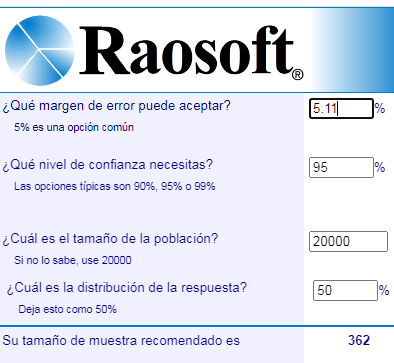 Raosoft®
¿Qué margen de error puede aceptar?
5.11 %
5% es una opción común
¿Qué nivel de confianza necesitas?
95 %
Las opciones típicas son 90%, 95% o 99%
¿Cuál es el tamaño de la población?
20000
Si no lo sabe, use 20000
¿Cuál es la distribución de la respuesta?
50 %
Deja esto como 50%
Su tamaño de muestra recomendado es
362